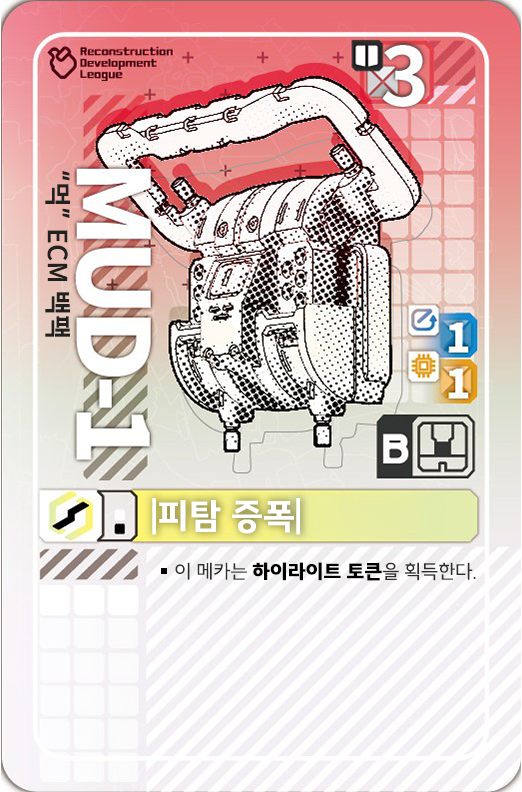 Reconstruction
Development
League
3
MUD-1
"먹" ECM 백팩
1
1
B
|피탐 증폭|
▪ 이 메카는 하이라이트 토큰을 획득한다.